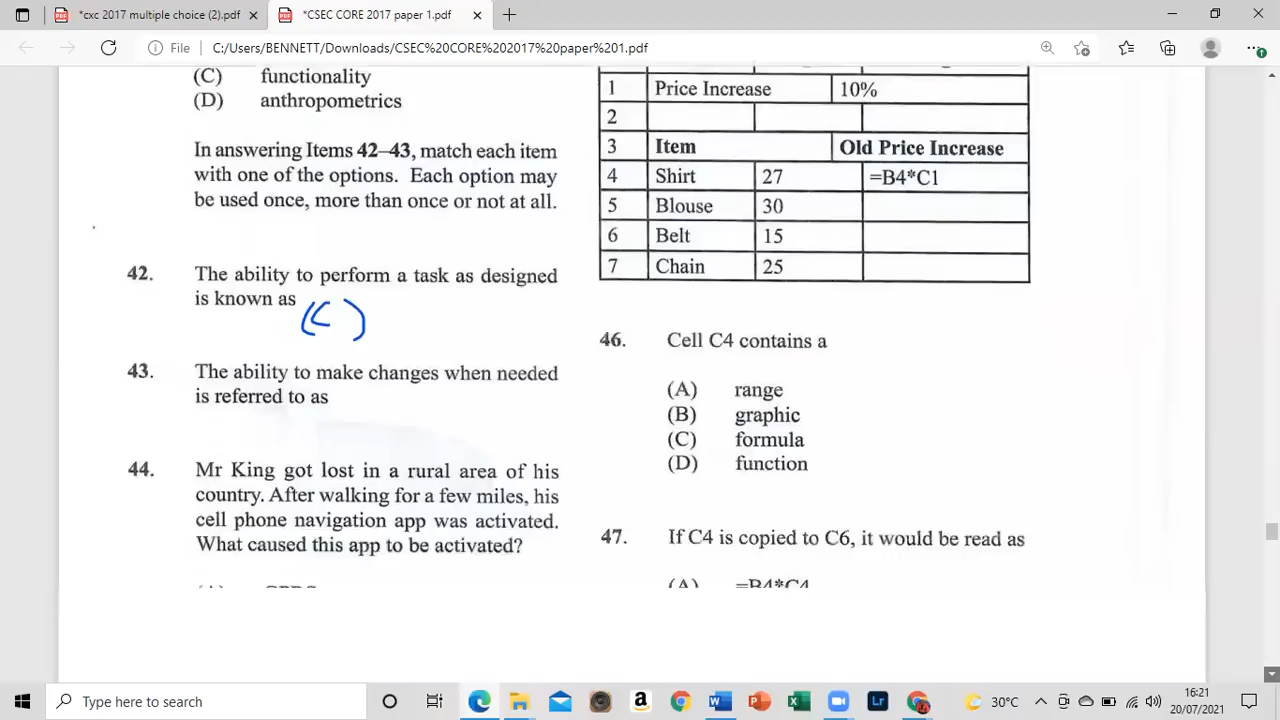 *cxc 2017 multiple choice (2).pdf
*CSEC CORE 2017 paper 1.pdf
File
C:/Users/BENNETT/Downloads/CSEC%20CORE%202017%20paper%201.pdf
(C) functionality
(D) anthropometrics
In answering Items 42–43, match each item
with one of the options. Each option may
be used once, more than once or not at all.
42. The ability to perform a task as designed
is known as
(C)
43. The ability to make changes when needed
is referred to as
44. Mr King got lost in a rural area of his
country. After walking for a few miles, his
cell phone navigation app was activated.
What caused this app to be activated?
1 Price Increase 10%
2
3 Item Old Price Increase
4 Shirt 27 =B4*C1
5 Blouse 30
6 Belt 15
7 Chain 25
46. Cell C4 contains a
(A) range
(B) graphic
(C) formula
(D) function
47. If C4 is copied to C6, it would be read as
(A) =B4*C4
Type here to search
30°C
16:21
20/07/2021